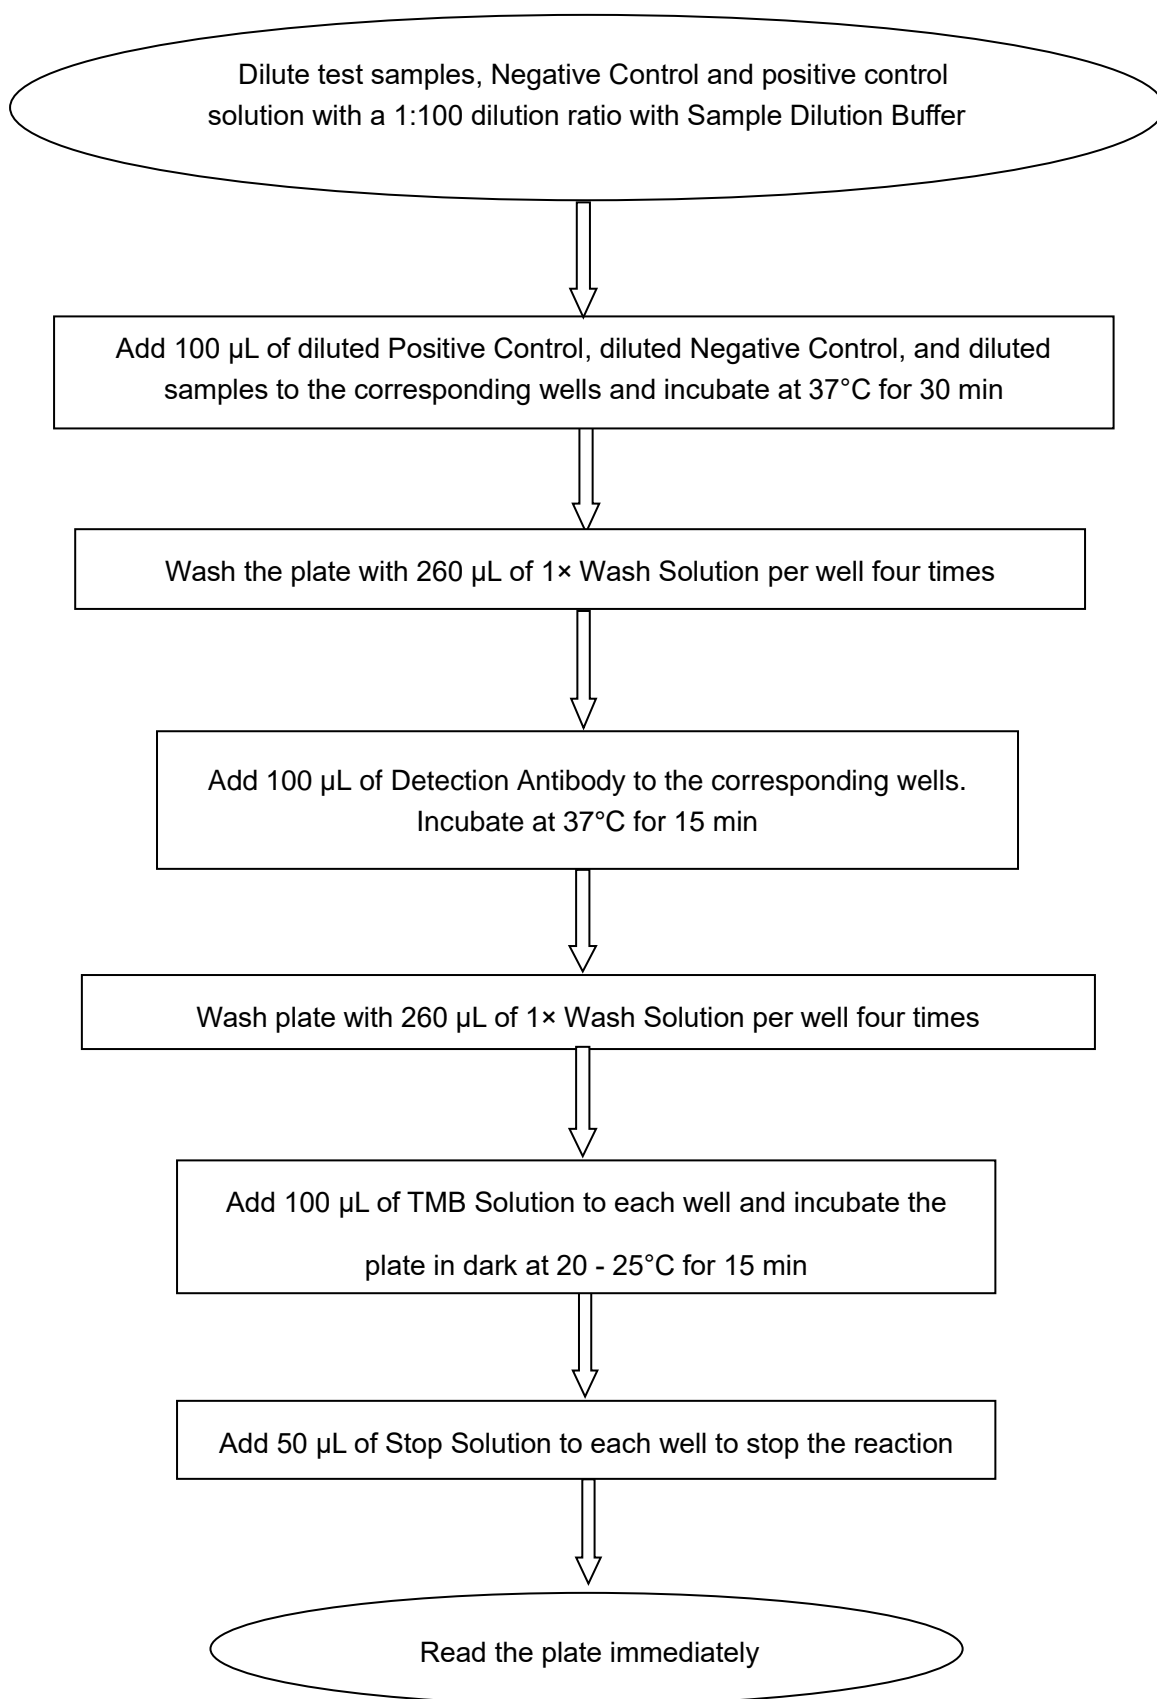 Dilute test samples, Negative Control and positive control
solution with a 1:100 dilution ratio with Sample Dilution Buffer
Add 100 µL of diluted Positive Control, diluted Negative Control, and diluted
samples to the corresponding wells and incubate at 37°C for 30 min
Wash the plate with 260 µL of 1× Wash Solution per well four times
Add 100 µL of Detection Antibody to the corresponding wells.
Incubate at 37°C for 15 min
Wash plate with 260 µL of 1× Wash Solution per well four times
Add 100 µL of TMB Solution to each well and incubate the
plate in dark at 20 - 25°C for 15 min
Add 50 µL of Stop Solution to each well to stop the reaction
Read the plate immediately